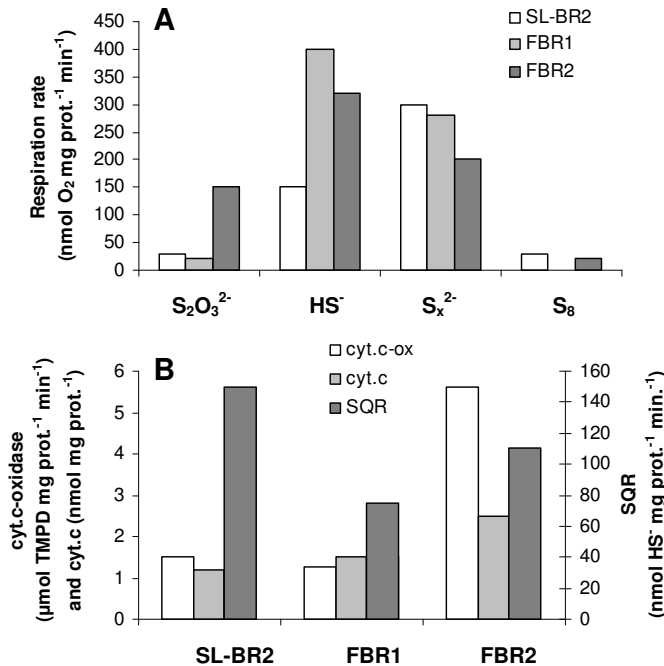 A
SL-BR2
FBR1
FBR2
Respiration rate
(nmol O₂ mg prot.⁻¹ min⁻¹)
450
400
350
300
250
200
150
100
50
0
S₂O₃²⁻ HS⁻ Sₓ²⁻ S₈
B
cyt.c-ox
cyt.c
SQR
cyt.c-oxidase
(µmol TMPD mg prot.⁻¹ min⁻¹)
and cyt.c (nmol mg prot.⁻¹)
6
5
4
3
2
1
0
160
140
120
100
80
60
40
20
0
SQR
(nmol HS⁻ mg prot.⁻¹ min.⁻¹)
SL-BR2 FBR1 FBR2